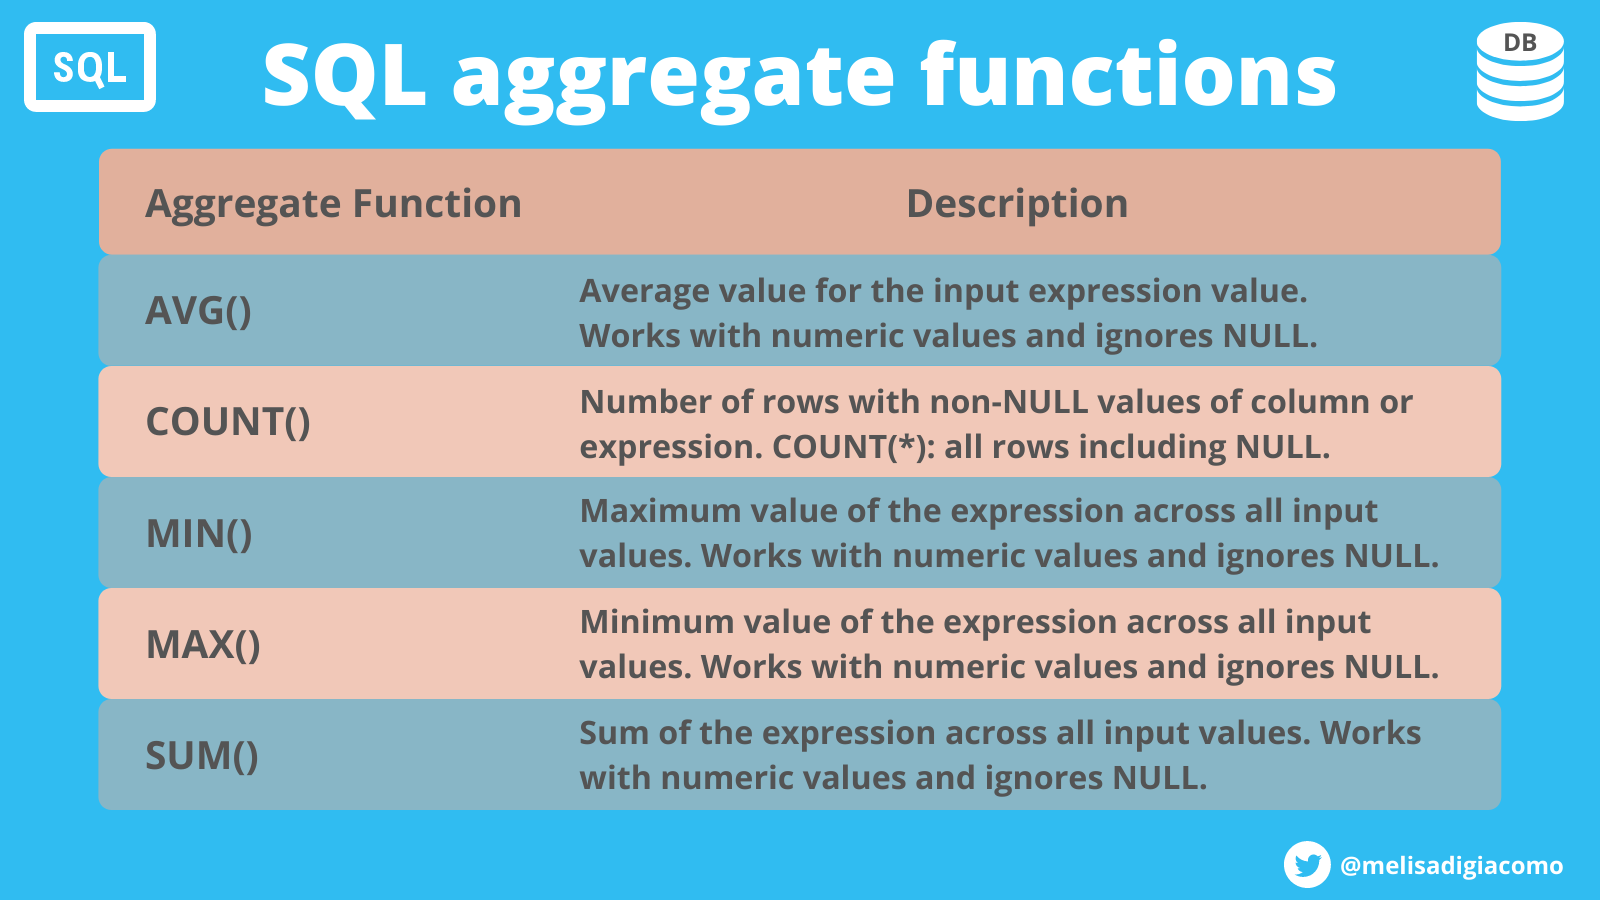 SQL
SQL aggregate functions
DB
Aggregate Function
Description
AVG()
Average value for the input expression value.
Works with numeric values and ignores NULL.
COUNT()
Number of rows with non-NULL values of column or
expression. COUNT(*): all rows including NULL.
MIN()
Maximum value of the expression across all input
values. Works with numeric values and ignores NULL.
MAX()
Minimum value of the expression across all input
values. Works with numeric values and ignores NULL.
SUM()
Sum of the expression across all input values. Works
with numeric values and ignores NULL.
@melisadigiacomo